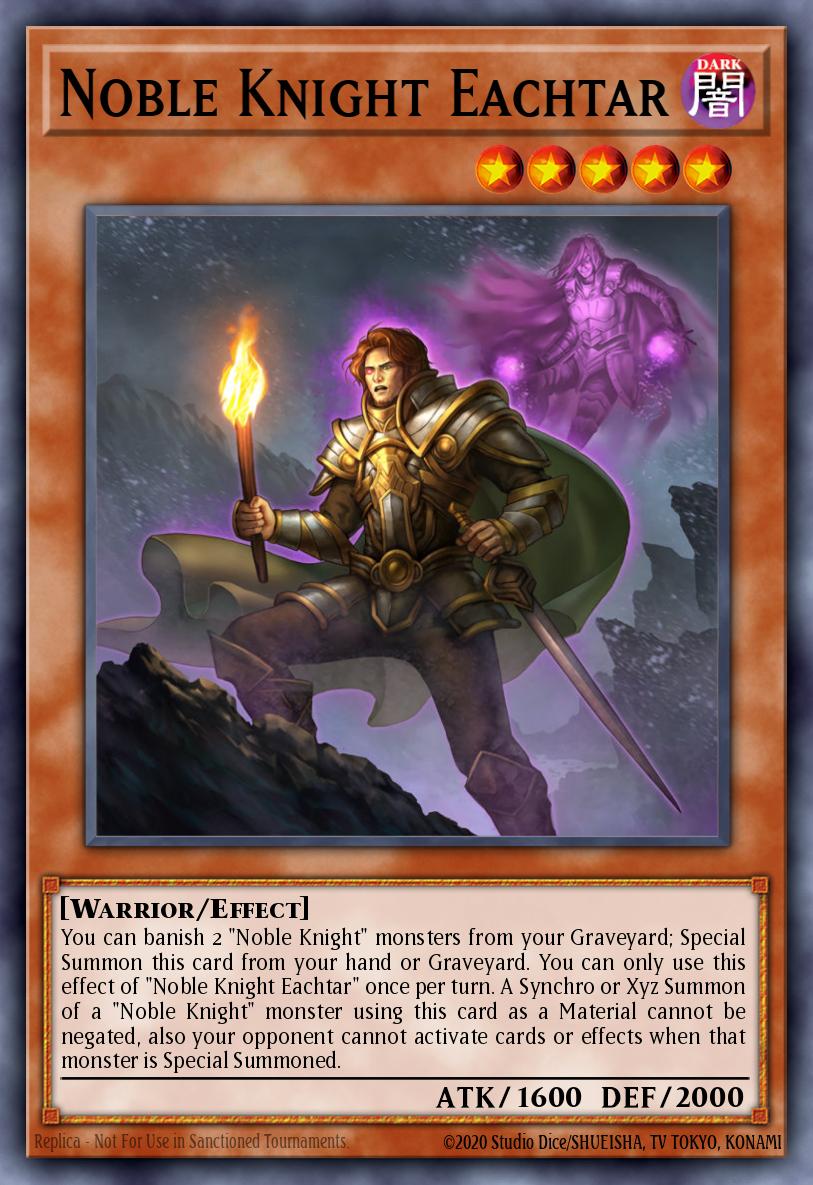 Noble Knight Eachtar
DARK
闇
[Warrior/Effect]
You can banish 2 "Noble Knight" monsters from your Graveyard; Special
Summon this card from your hand or Graveyard. You can only use this
effect of "Noble Knight Eachtar" once per turn. A Synchro or Xyz Summon
of a "Noble Knight" monster using this card as a Material cannot be
negated, also your opponent cannot activate cards or effects when that
monster is Special Summoned.
ATK/1600 DEF/2000
Replica - Not For Use in Sanctioned Tournaments.
©2020 Studio Dice/SHUEISHA, TV TOKYO, KONAMI